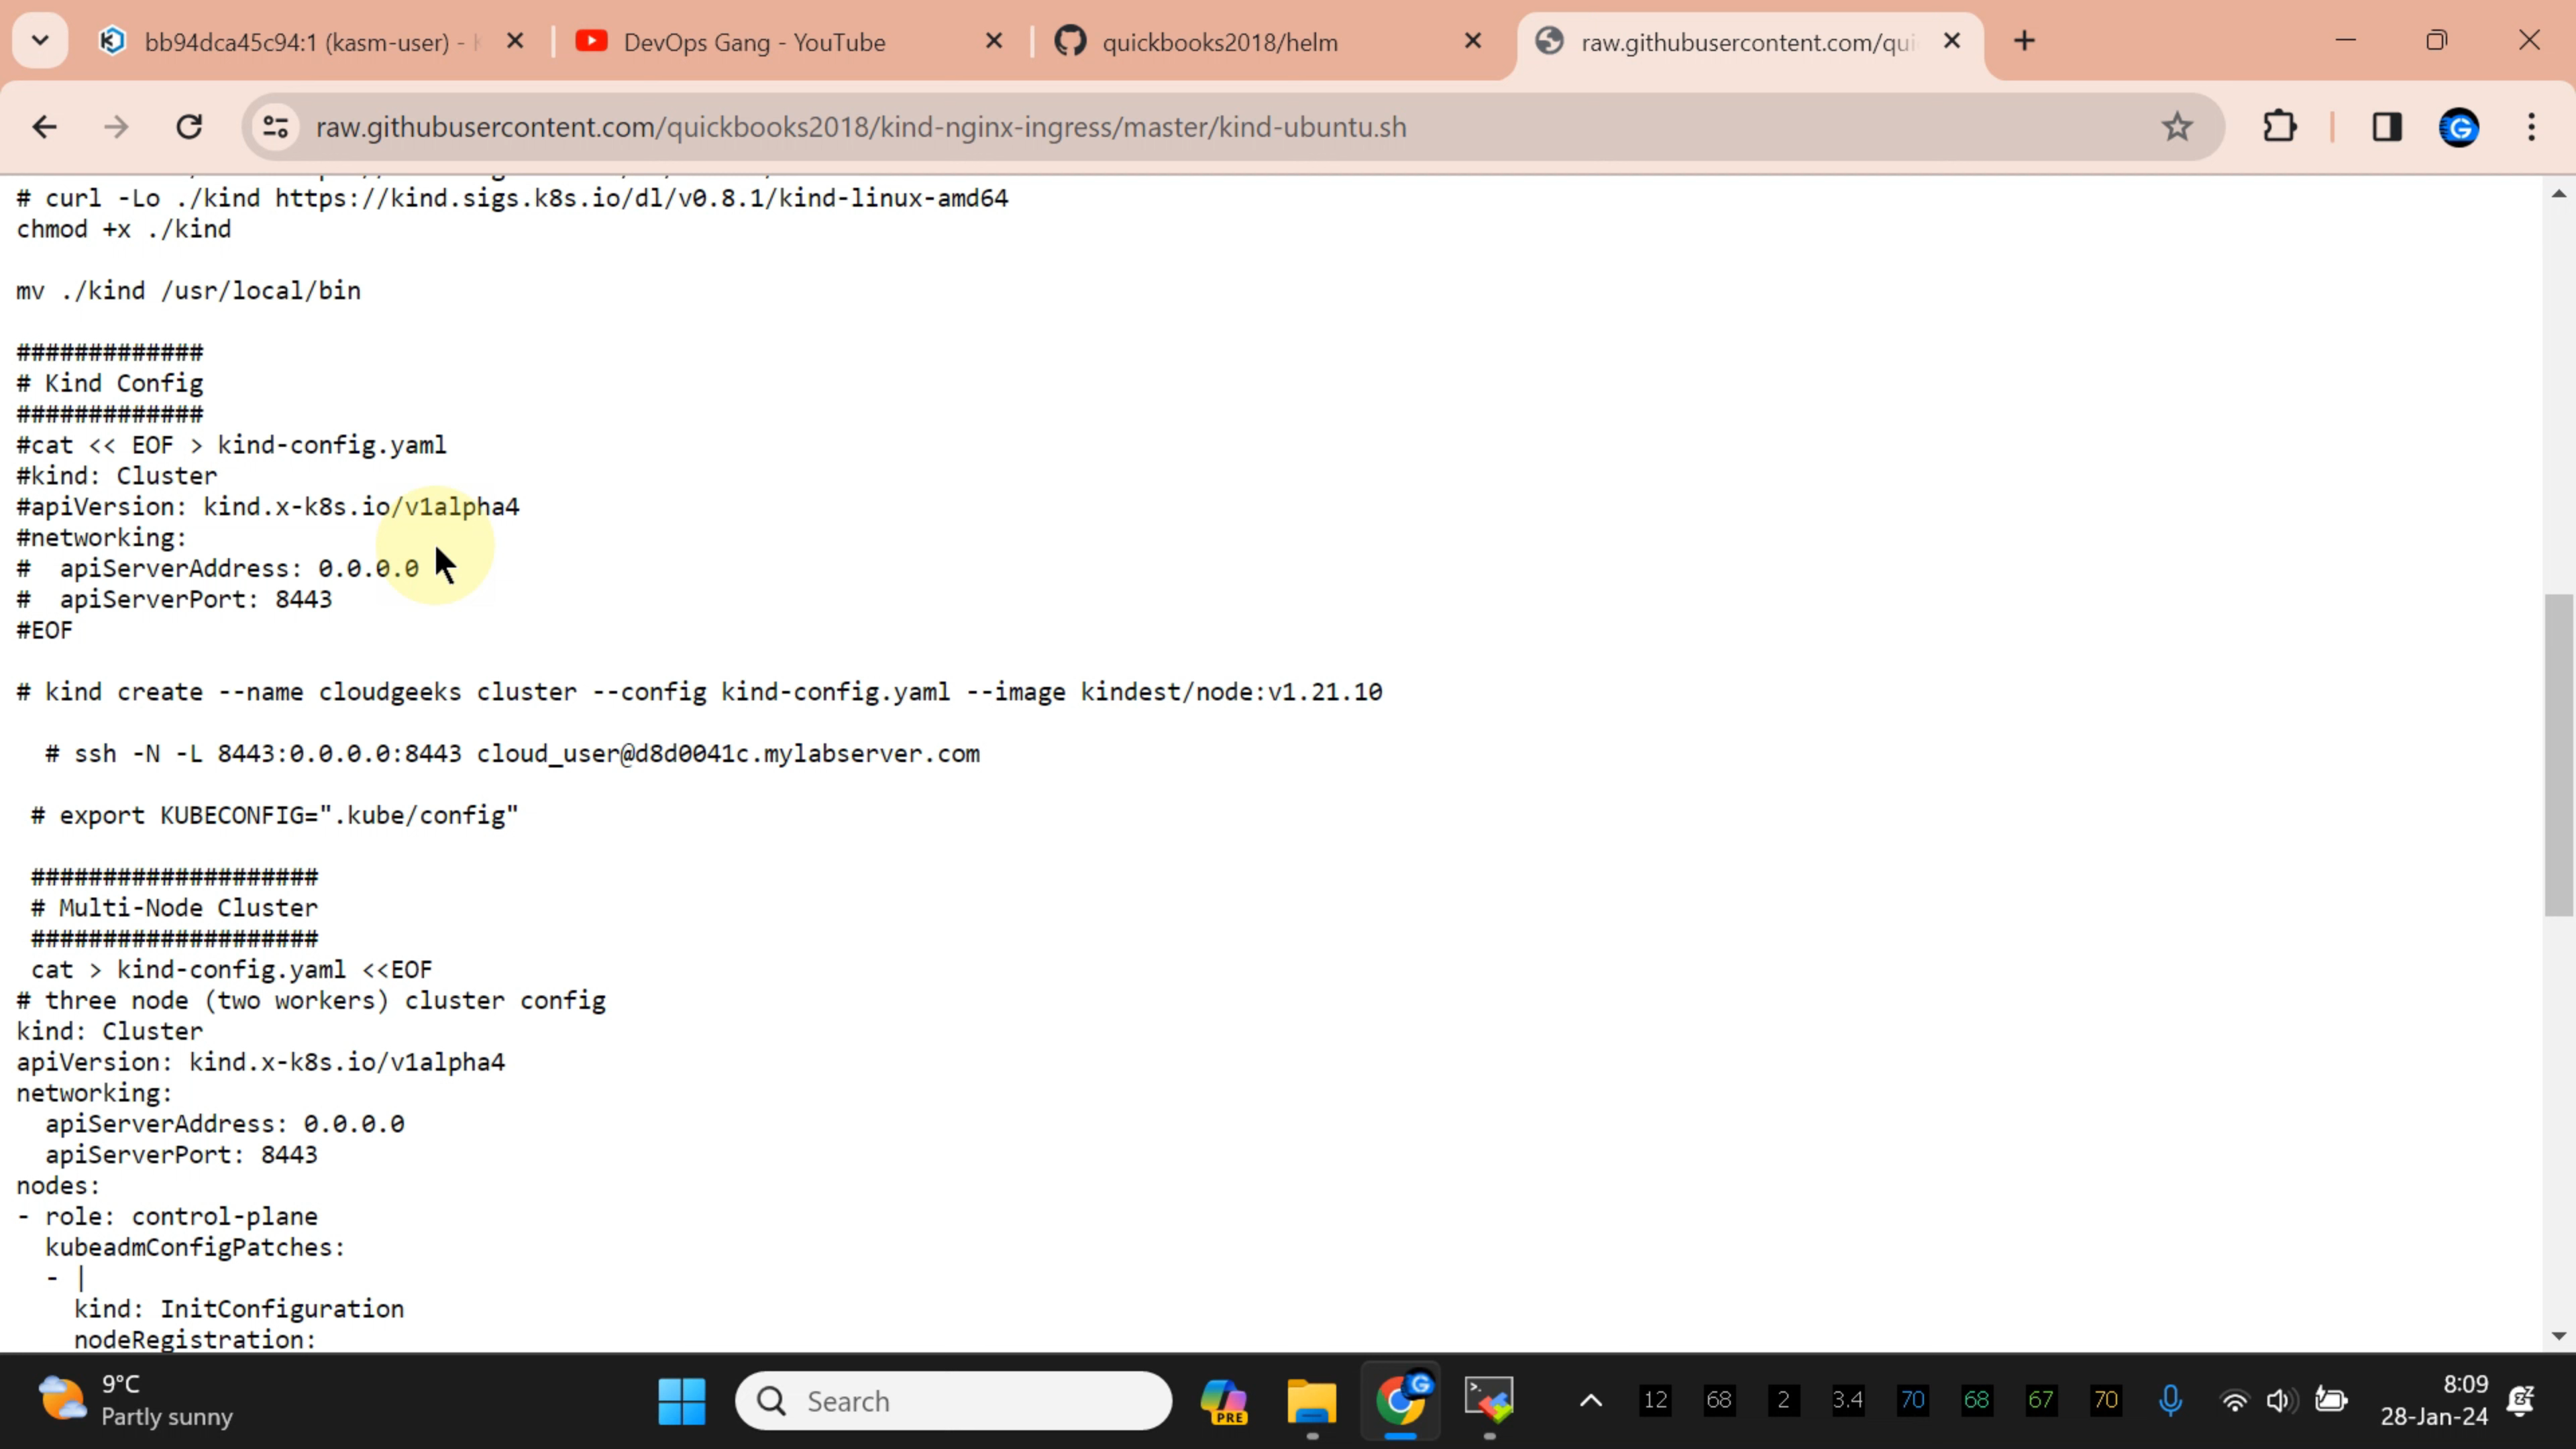 bb94dca45c94:1 (kasm-user) -
DevOps Gang - YouTube
quickbooks2018/helm
raw.githubusercontent.com/qui
raw.githubusercontent.com/quickbooks2018/kind-nginx-ingress/master/kind-ubuntu.sh
# curl -Lo ./kind https://kind.sigs.k8s.io/dl/v0.8.1/kind-linux-amd64
chmod +x ./kind
mv ./kind /usr/local/bin
#############
# Kind Config
#############
#cat << EOF > kind-config.yaml
#kind: Cluster
#apiVersion: kind.x-k8s.io/v1alpha4
#networking:
#  apiServerAddress: 0.0.0.0
#  apiServerPort: 8443
#EOF
# kind create --name cloudgeeks cluster --config kind-config.yaml --image kindest/node:v1.21.10
# ssh -N -L 8443:0.0.0.0:8443 cloud_user@d8d0041c.mylabserver.com
# export KUBECONFIG=".kube/config"
####################
# Multi-Node Cluster
####################
cat > kind-config.yaml <<EOF
# three node (two workers) cluster config
kind: Cluster
apiVersion: kind.x-k8s.io/v1alpha4
networking:
  apiServerAddress: 0.0.0.0
  apiServerPort: 8443
nodes:
- role: control-plane
  kubeadmConfigPatches:
  - |
    kind: InitConfiguration
    nodeRegistration:
9°C
Partly sunny
Search
PRE
12 68 2 3.4 70 68 67 70
8:09
28-Jan-24